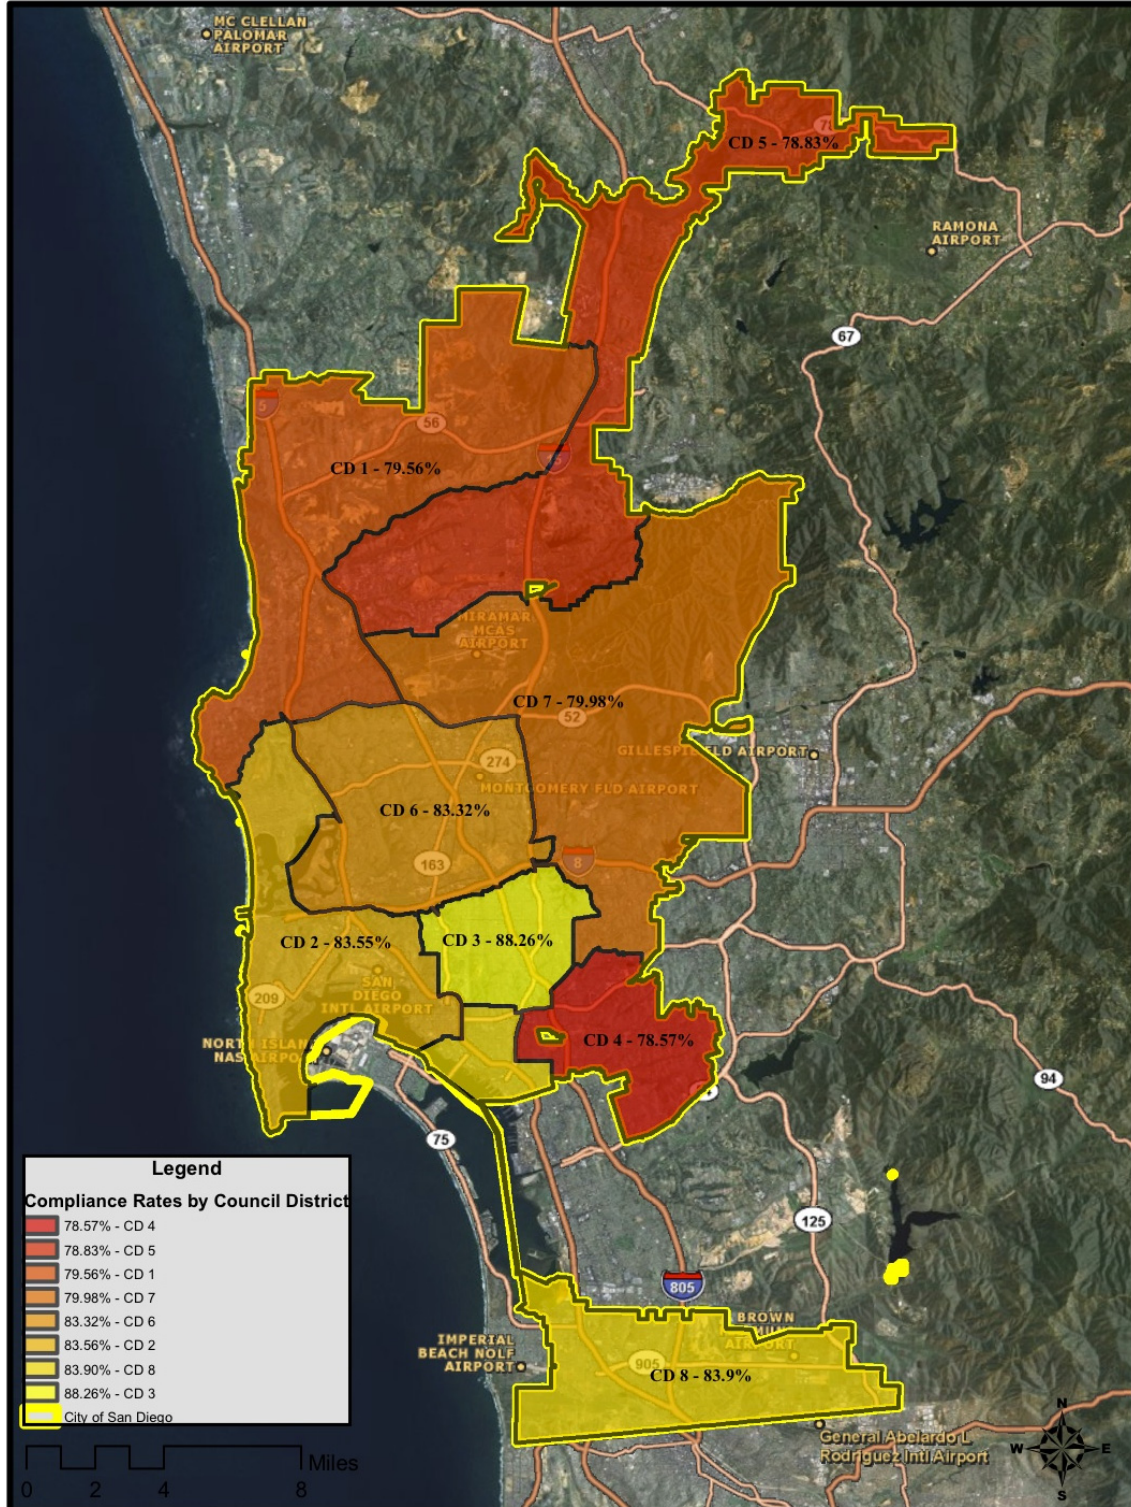 MC CLELLAN
PALOMAR
AIRPORT
CD 5 - 78.83%
RAMONA
AIRPORT
67
5
56
CD 1 - 79.56%
MIRAMAR
MCAS
AIRPORT
CD 7 - 79.98%
52
274
MONTGOMERY FLD AIRPORT
CD 6 - 83.32%
163
8
CD 2 - 83.55%
CD 3 - 88.26%
209
SAN
DIEGO
INTL AIRPORT
CD 4 - 78.57%
94
75
125
805
IMPERIAL
BEACH NOLF
AIRPORT
BROWN
AIRPORT
905
CD 8 - 83.9%
General Abelardo L
Rodriguez Intl Airport
Legend
Compliance Rates by Council District
78.57% - CD 4
78.83% - CD 5
79.56% - CD 1
79.98% - CD 7
83.32% - CD 6
83.56% - CD 2
83.90% - CD 8
88.26% - CD 3
City of San Diego
0 2 4 8
Miles
N
W E
S